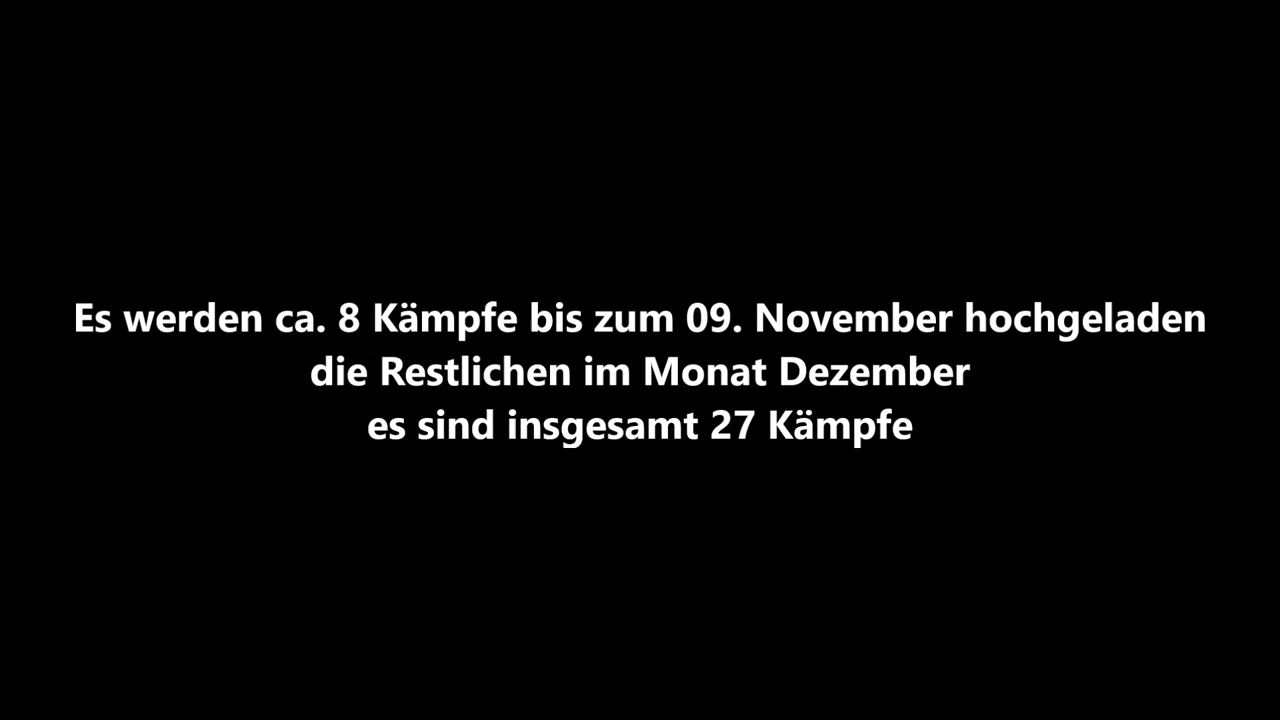 Es werden ca. 8 Kämpfe bis zum 09. November hochgeladen
die Restlichen im Monat Dezember
es sind insgesamt 27 Kämpfe